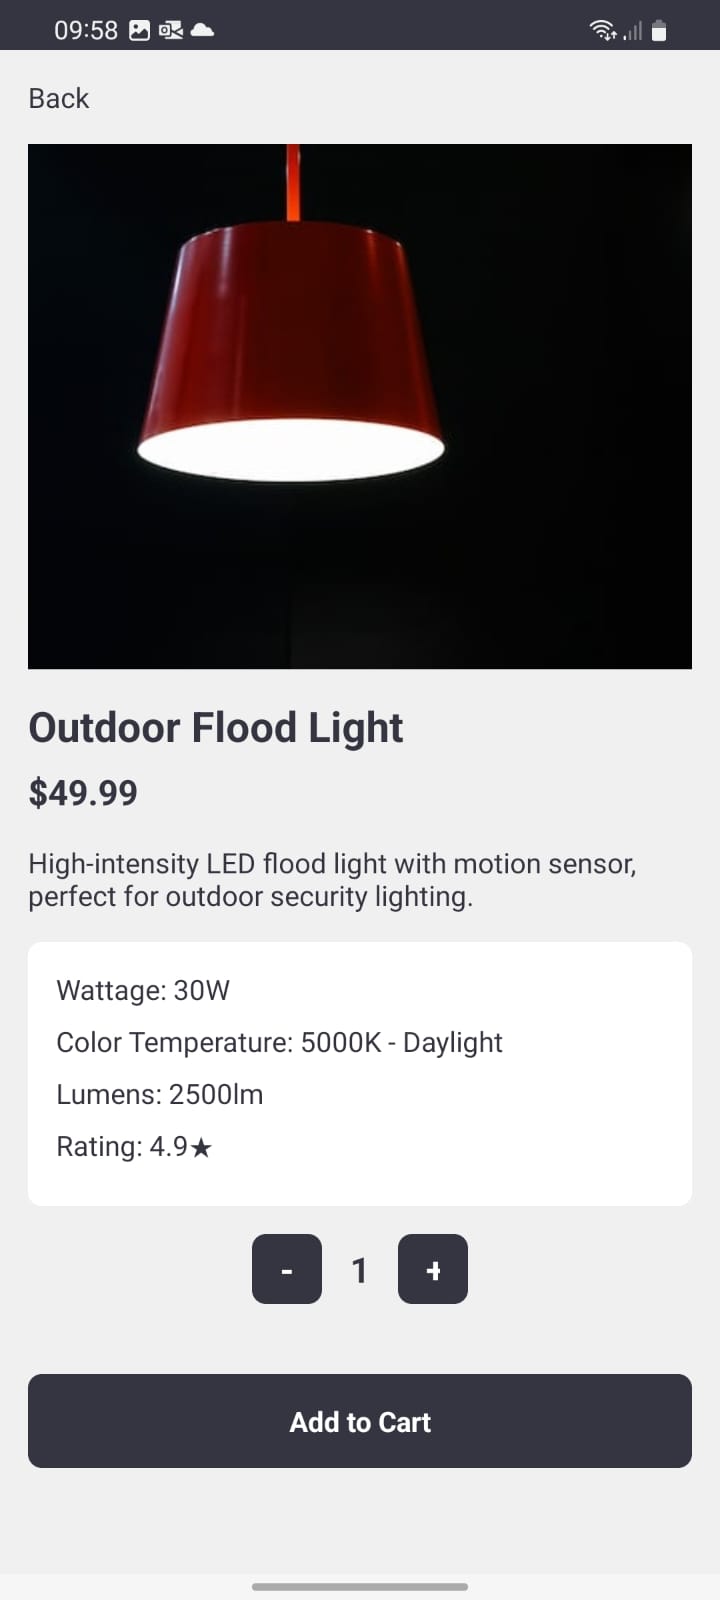 09:58
Back
Outdoor Flood Light
$49.99
High-intensity LED flood light with motion sensor,
perfect for outdoor security lighting.
Wattage: 30W
Color Temperature: 5000K - Daylight
Lumens: 2500lm
Rating: 4.9★
- 1 +
Add to Cart